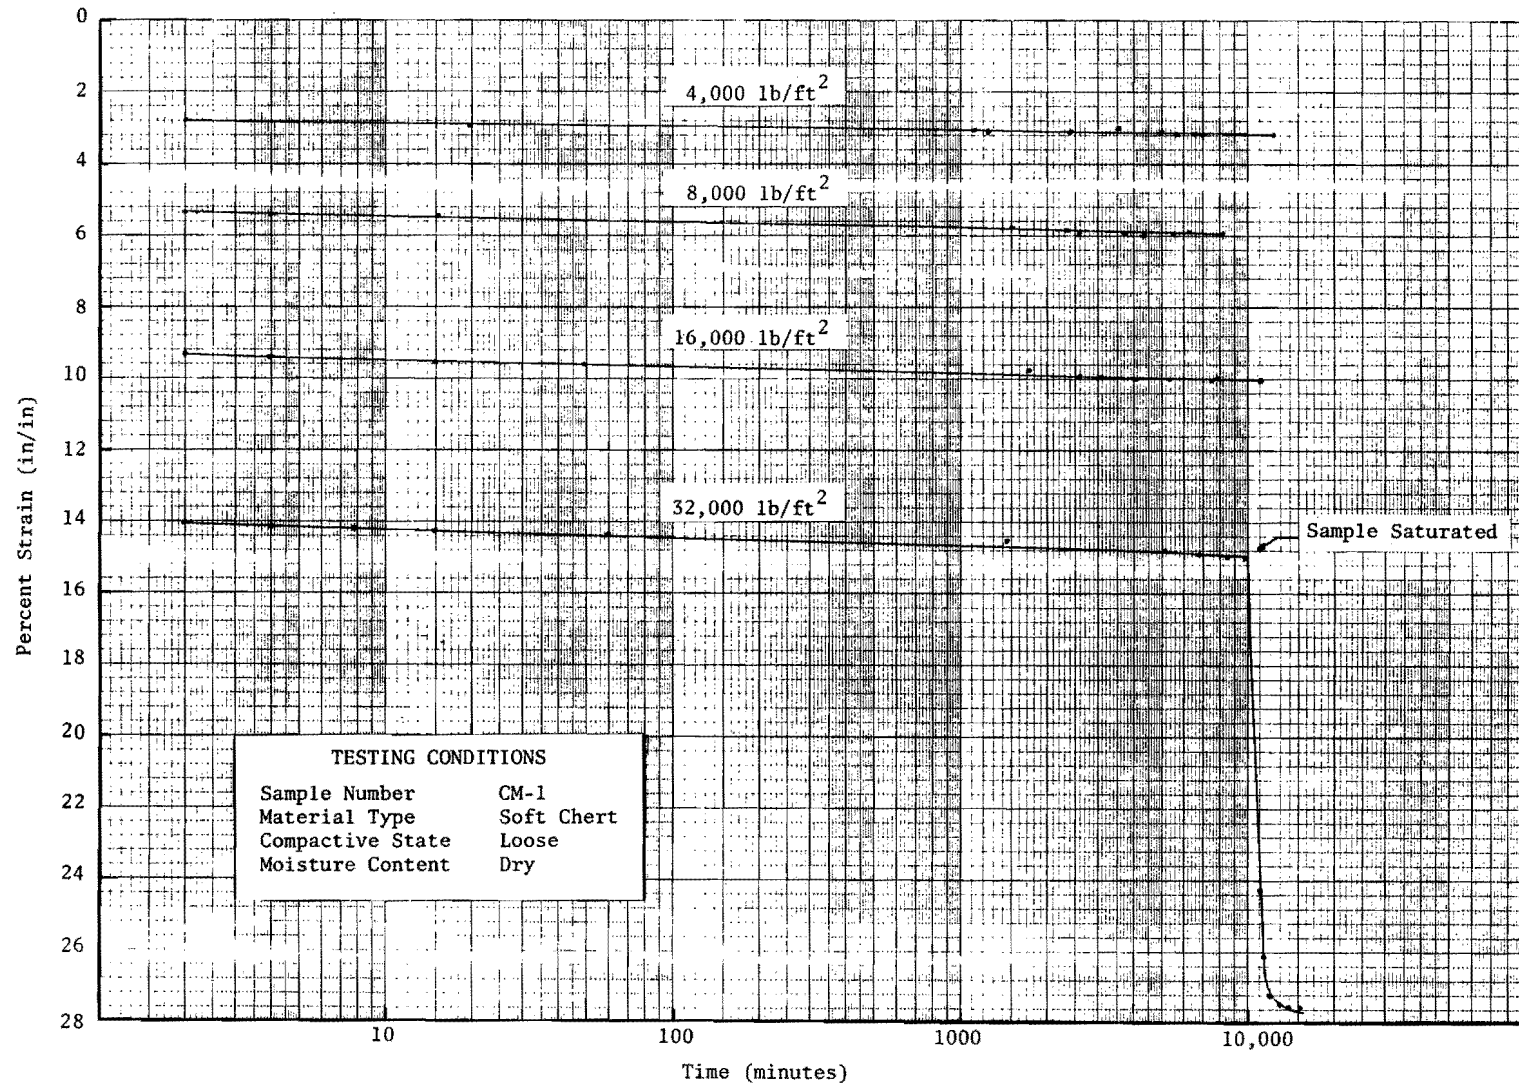 0
2
4
6
8
10
12
14
16
18
20
22
24
26
28
Percent Strain (in/in)
4,000 lb/ft²
8,000 lb/ft²
16,000 lb/ft²
32,000 lb/ft²
Sample Saturated
TESTING CONDITIONS
Sample Number CM-1
Material Type Soft Chert
Compactive State Loose
Moisture Content Dry
10 100 1000 10,000
Time (minutes)